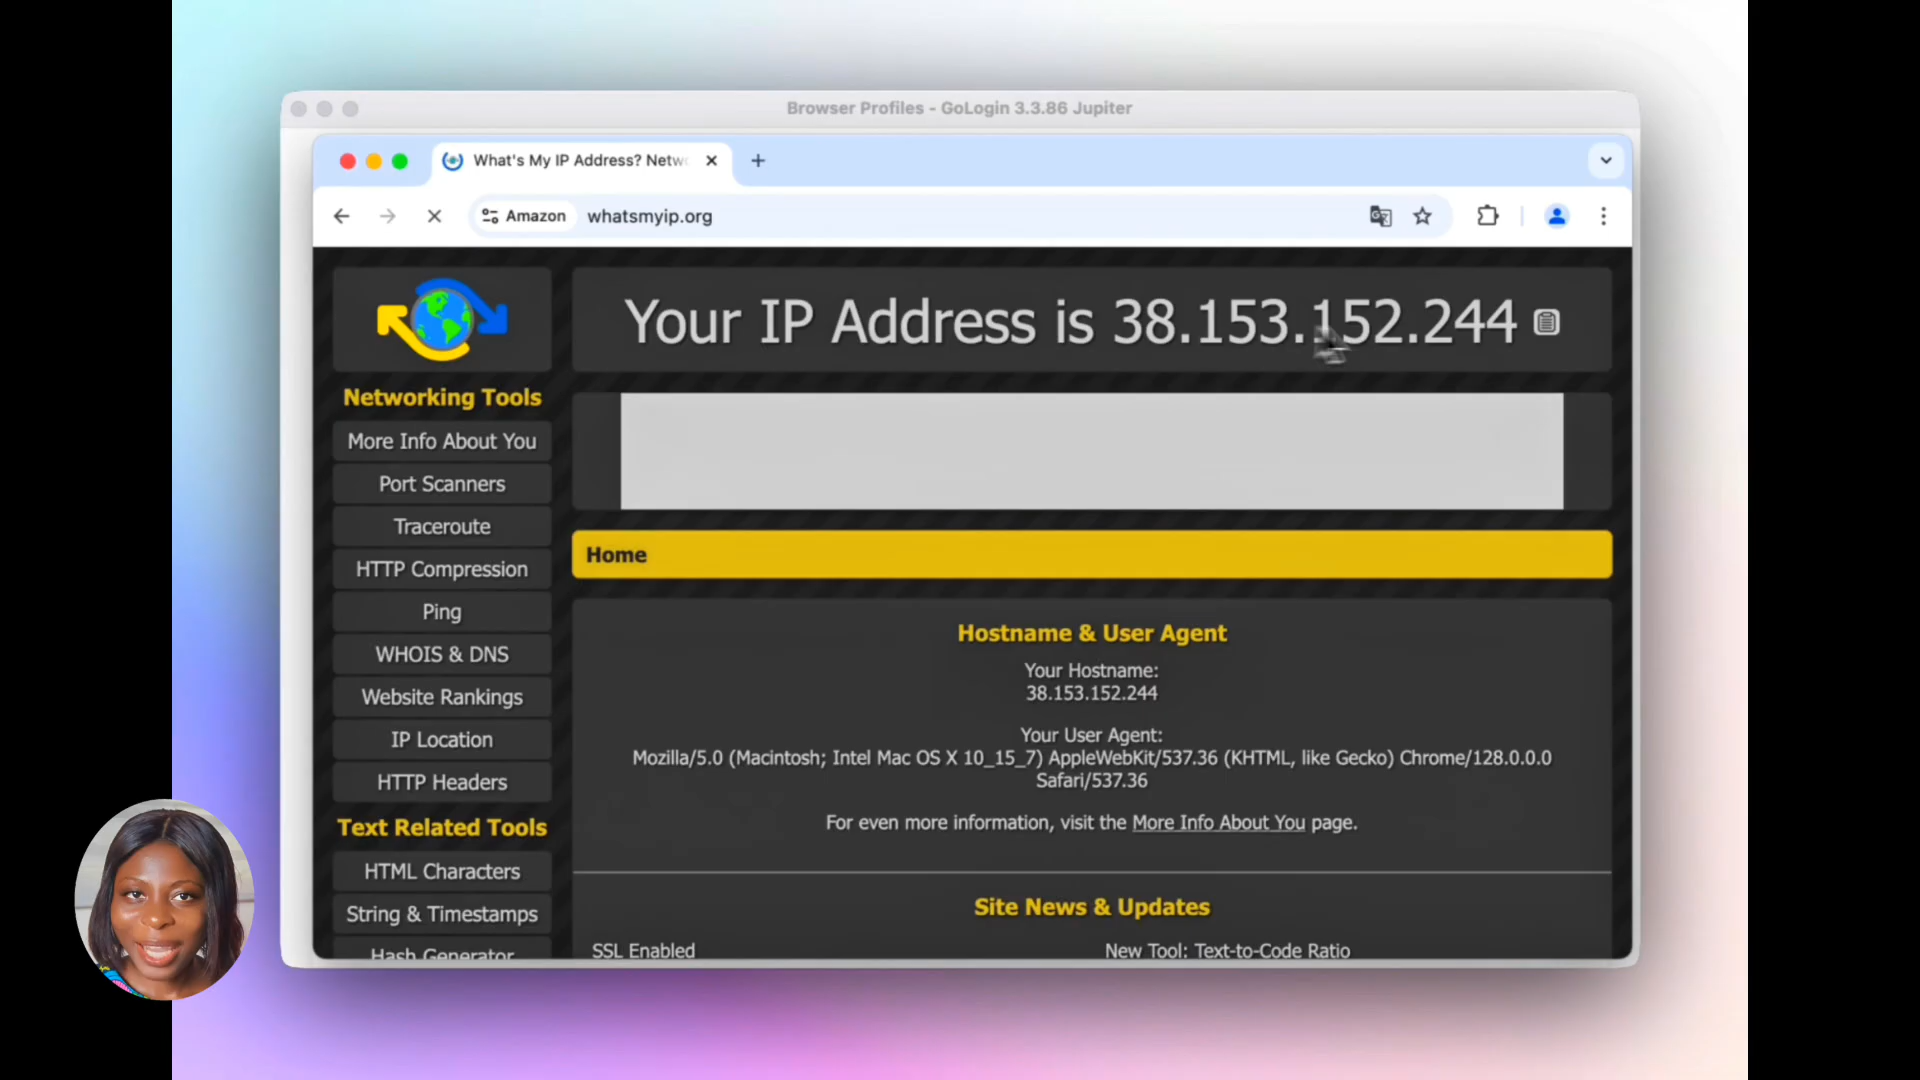 Browser Profiles - GoLogin 3.3.86 Jupiter
What's My IP Address? Netw
Amazon
whatsmyip.org
Your IP Address is 38.153.152.244
Networking Tools
More Info About You
Port Scanners
Traceroute
HTTP Compression
Ping
WHOIS & DNS
Website Rankings
IP Location
HTTP Headers
Text Related Tools
HTML Characters
String & Timestamps
Hash Generator
Home
Hostname & User Agent
Your Hostname:
38.153.152.244
Your User Agent:
Mozilla/5.0 (Macintosh; Intel Mac OS X 10_15_7) AppleWebKit/537.36 (KHTML, like Gecko) Chrome/128.0.0.0
Safari/537.36
For even more information, visit the More Info About You page.
Site News & Updates
SSL Enabled
New Tool: Text-to-Code Ratio